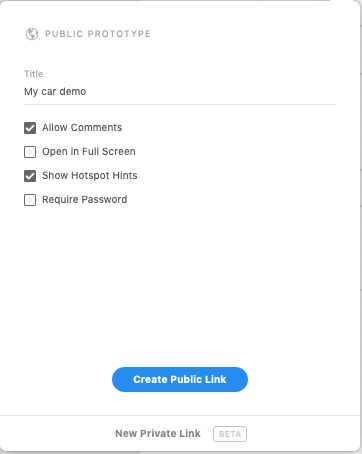 PUBLIC PROTOTYPE
Title
My car demo
Allow Comments
Open in Full Screen
Show Hotspot Hints
Require Password
Create Public Link
New Private Link BETA